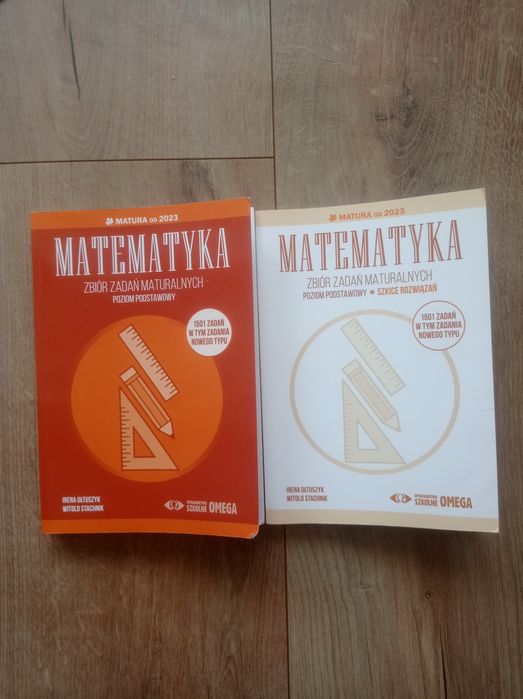 MATURA OD 2023
MATEMATYKA
ZBIÓR ZADAŃ MATURALNYCH
POZIOM PODSTAWOWY
1501 ZADAŃ
W TYM ZADANIA
NOWEGO TYPU
IRENA OŁTUSZYK
WITOLD STACHNIK
WYDAWNICTWO
SZKOLNE OMEGA
MATURA OD 2023
MATEMATYKA
ZBIÓR ZADAŃ MATURALNYCH
POZIOM PODSTAWOWY • SZKICE ROZWIĄZAŃ
1501 ZADAŃ
W TYM ZADANIA
NOWEGO TYPU
IRENA OŁTUSZYK
WITOLD STACHNIK
WYDAWNICTWO
SZKOLNE OMEGA